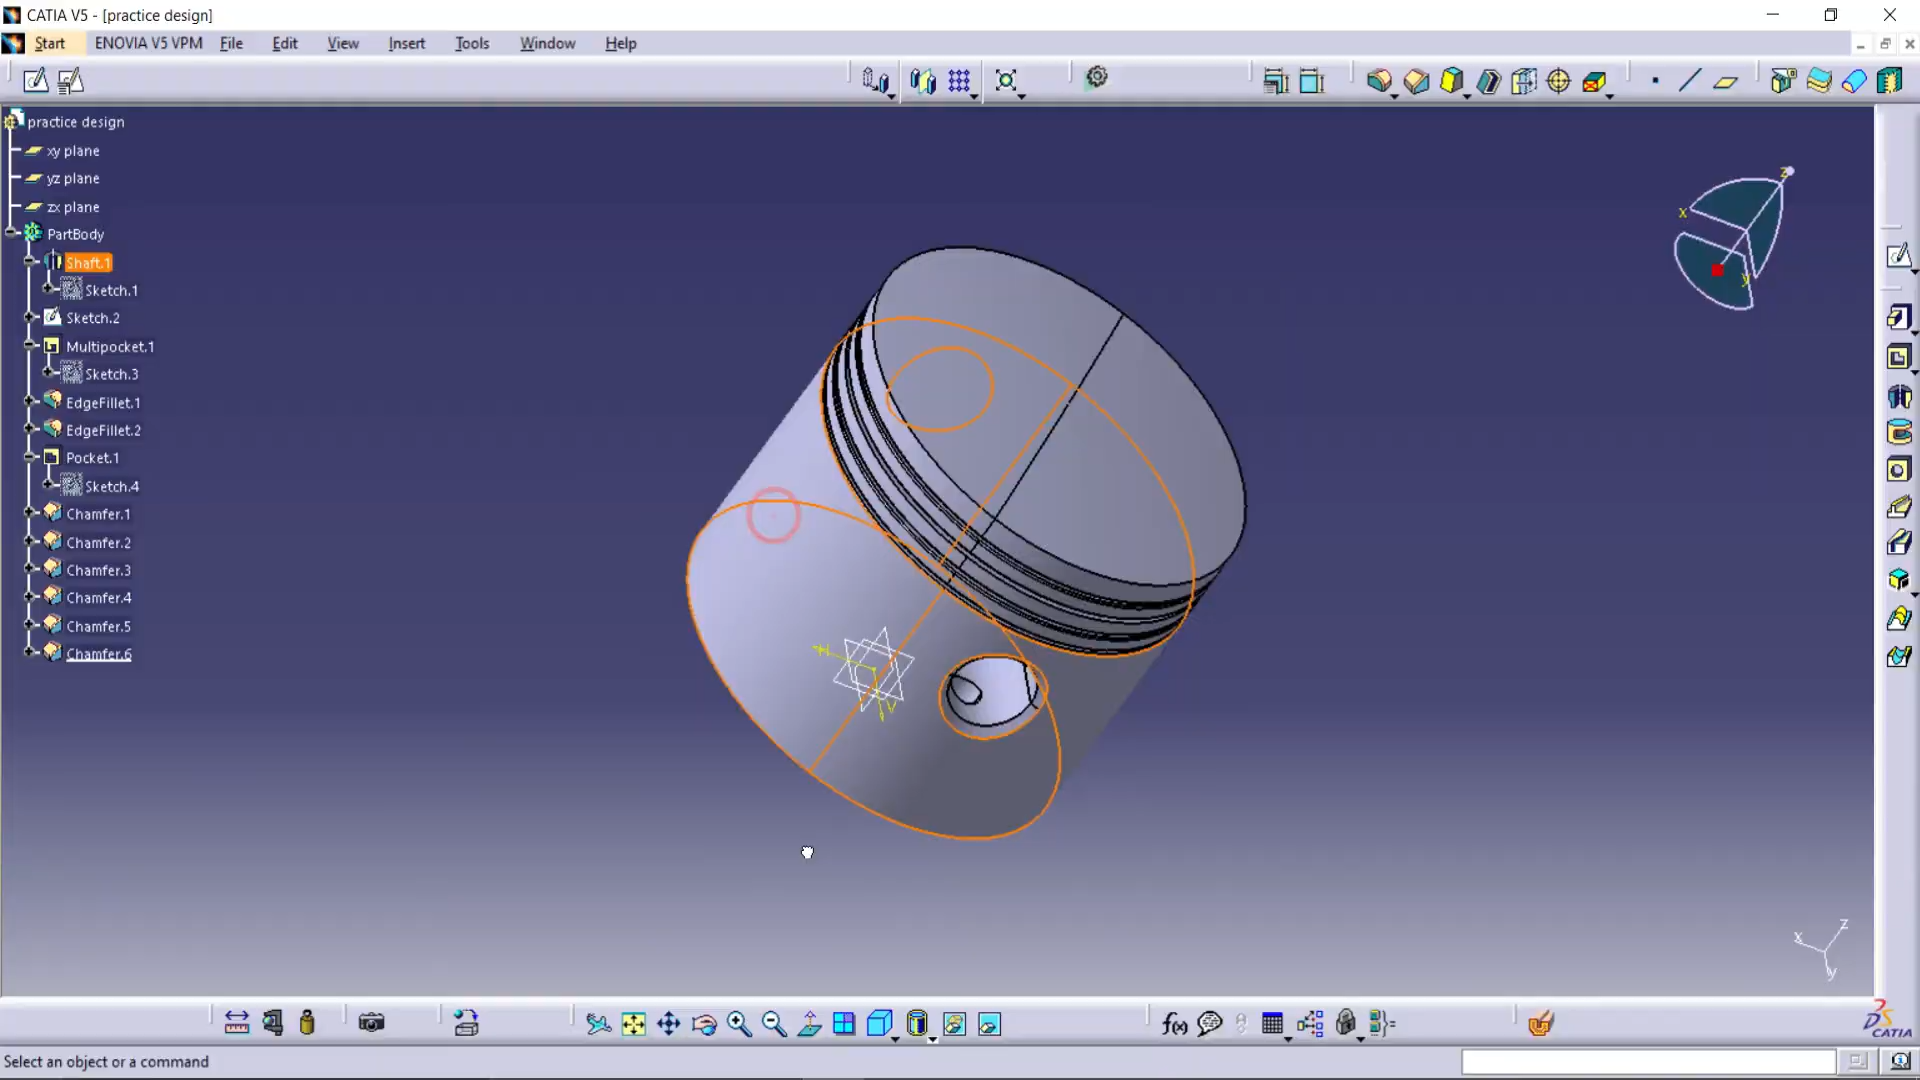 CATIA V5 - [practice design]
Start ENOVIA V5 VPM File Edit View Insert Tools Window Help
practice design
xy plane
yz plane
zx plane
PartBody
Shaft.1
Sketch.1
Sketch.2
Multipocket.1
Sketch.3
EdgeFillet.1
EdgeFillet.2
Pocket.1
Sketch.4
Chamfer.1
Chamfer.2
Chamfer.3
Chamfer.4
Chamfer.5
Chamfer.6
z
x
y
z
x
y
f(x)
CATIA
Select an object or a command